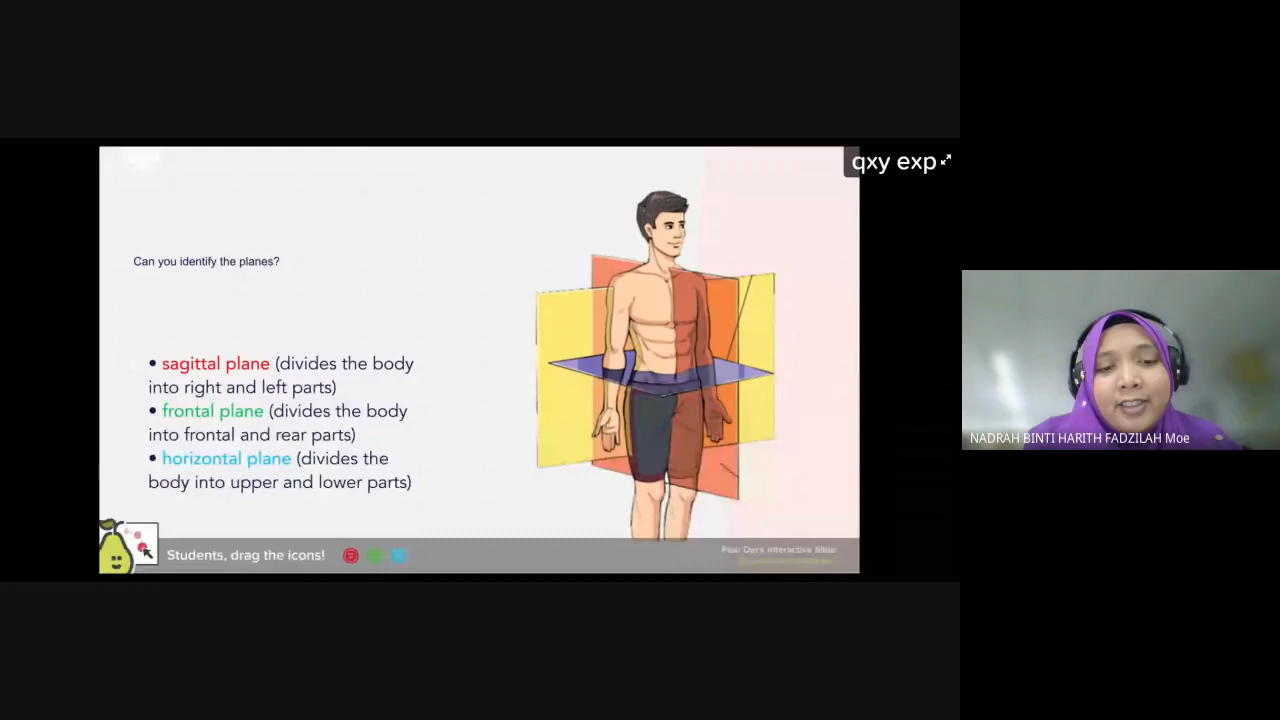 qxy exp
Can you identify the planes?
• sagittal plane (divides the body
into right and left parts)
• frontal plane (divides the body
into frontal and rear parts)
• horizontal plane (divides the
body into upper and lower parts)
Students, drag the icons!
Pear Deck Interactive Slide
NADRAH BINTI HARITH FADZILAH Moe